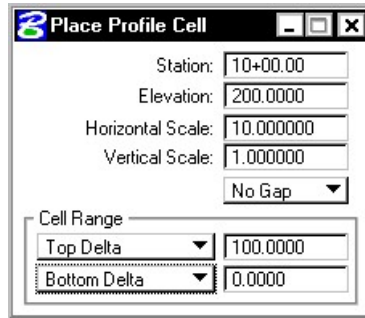 Place Profile Cell
Station: 10+00.00
Elevation: 200.0000
Horizontal Scale: 10.000000
Vertical Scale: 1.000000
No Gap
Cell Range
Top Delta 100.0000
Bottom Delta 0.0000